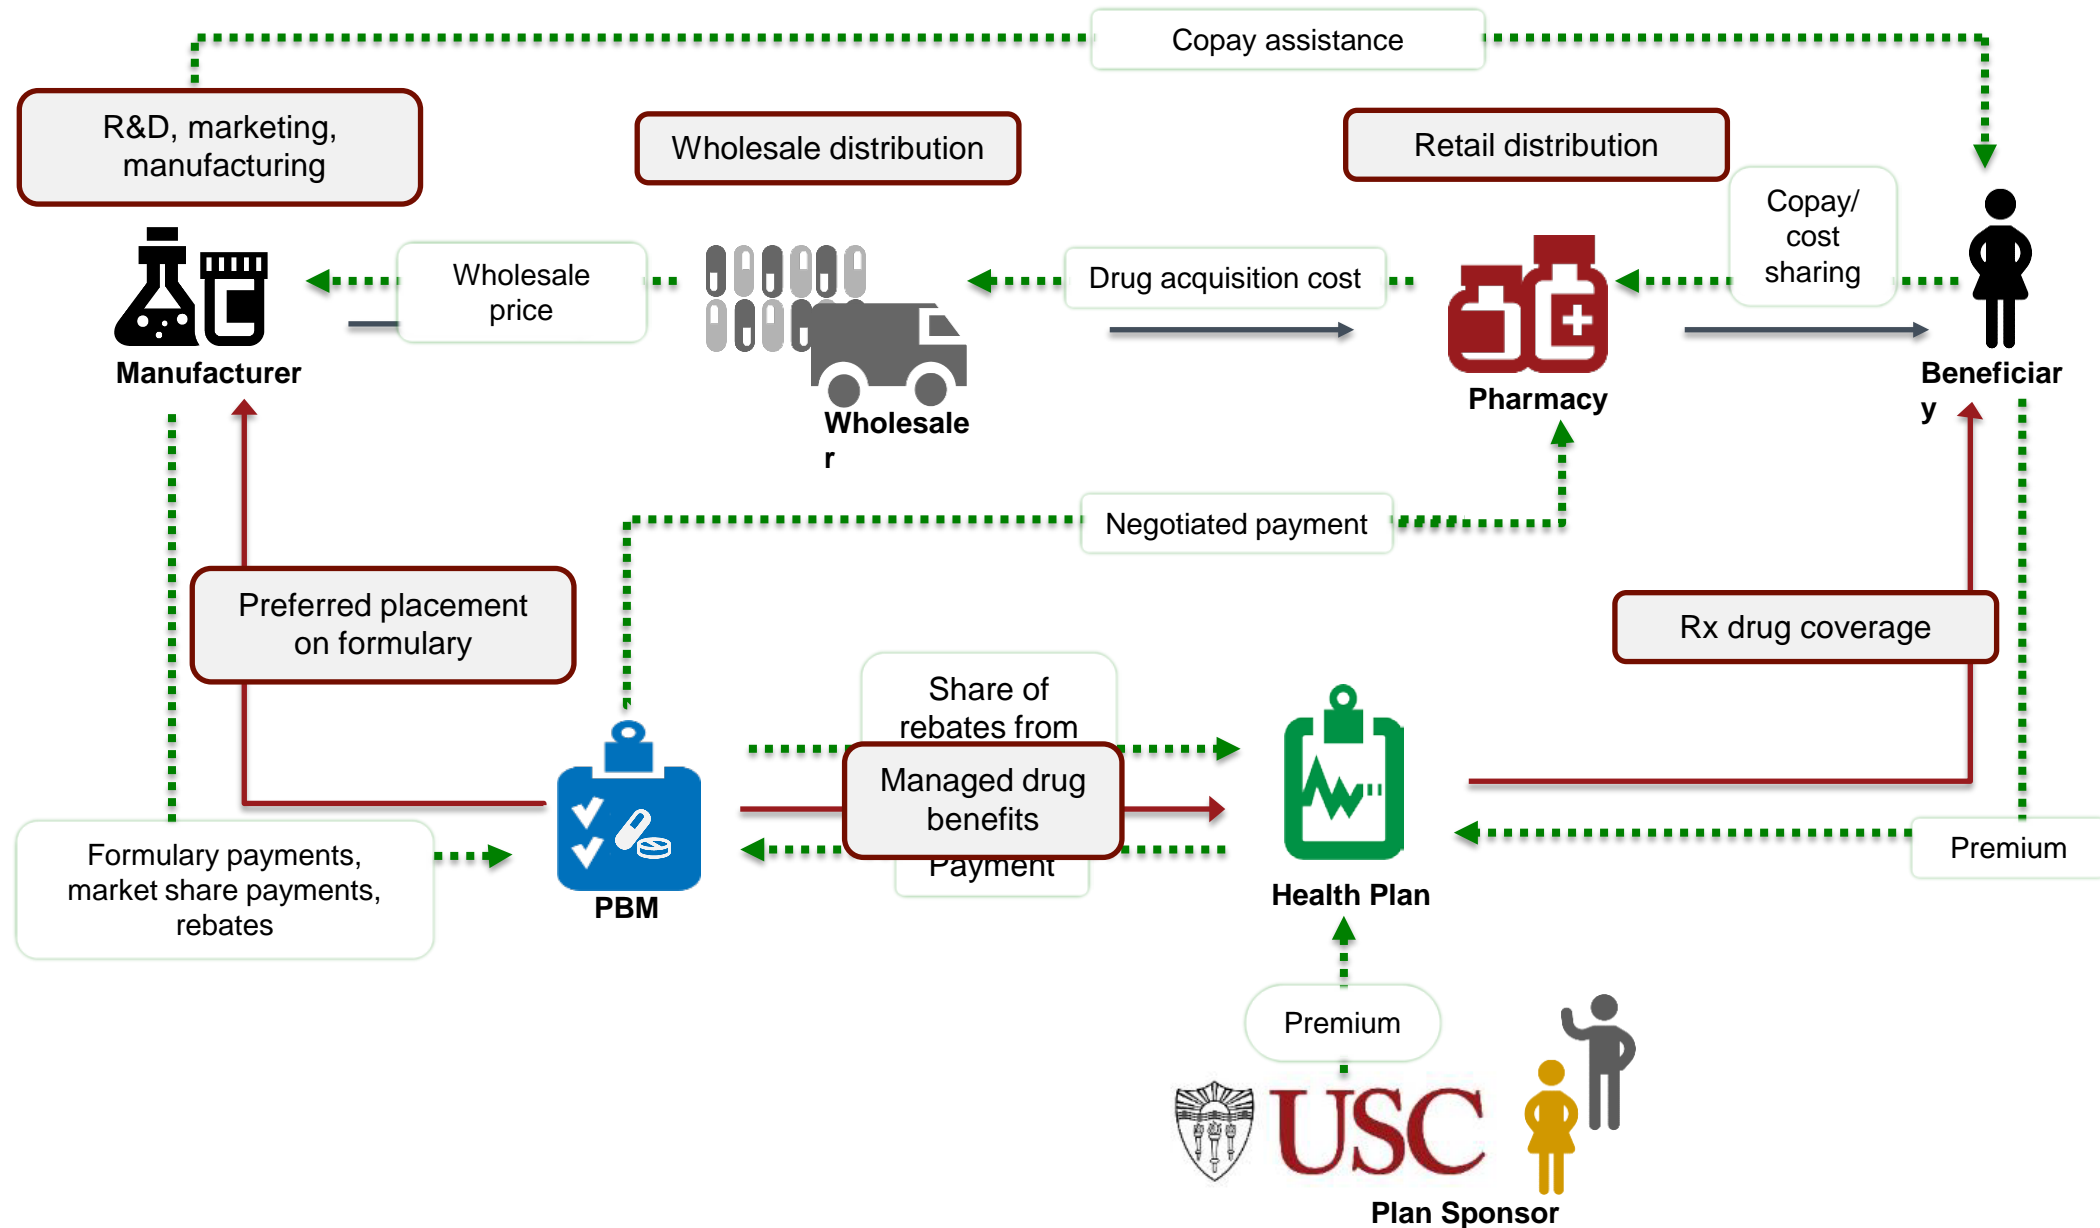 Copay assistance
R&D, marketing,
manufacturing
Wholesale distribution
Retail distribution
Copay/
cost
sharing
Wholesale
price
Drug acquisition cost
Manufacturer
Wholesale
r
Pharmacy
Beneficiar
y
Negotiated payment
Preferred placement
on formulary
Rx drug coverage
Share of
rebates from
Managed drug
benefits
Payment
Formulary payments,
market share payments,
rebates
PBM
Health Plan
Premium
Premium
USC
Plan Sponsor